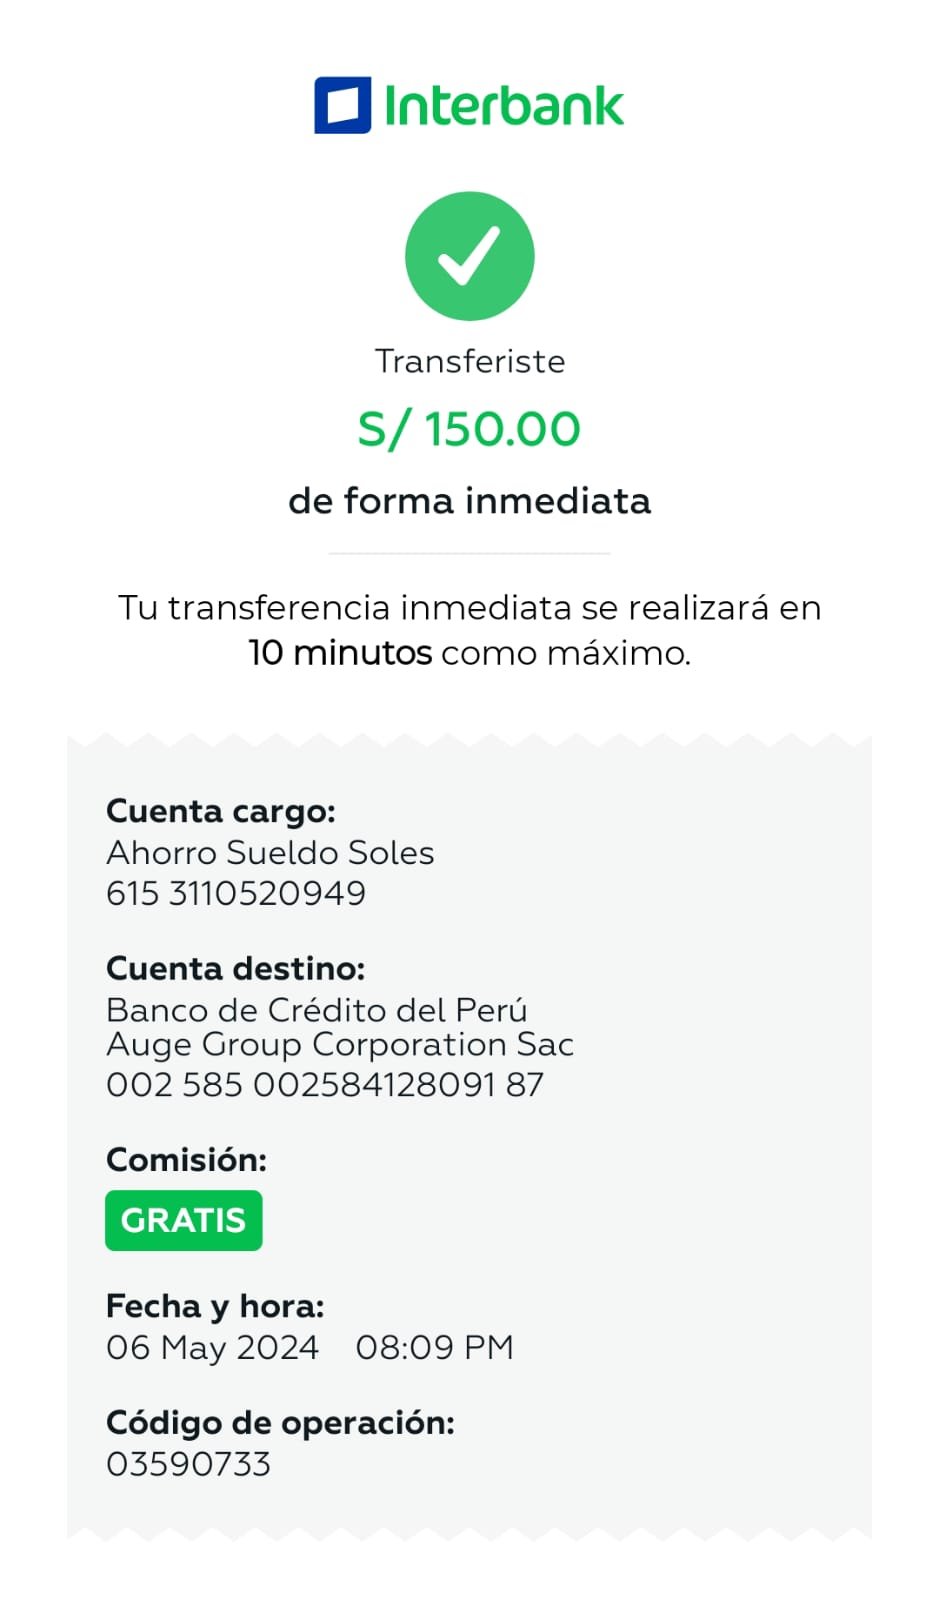 Interbank
Transferiste
S/ 150.00
de forma inmediata
Tu transferencia inmediata se realizará en
10 minutos como máximo.
Cuenta cargo:
Ahorro Sueldo Soles
615 3110520949
Cuenta destino:
Banco de Crédito del Perú
Auge Group Corporation Sac
002 585 002584128091 87
Comisión:
GRATIS
Fecha y hora:
06 May 2024 08:09 PM
Código de operación:
03590733